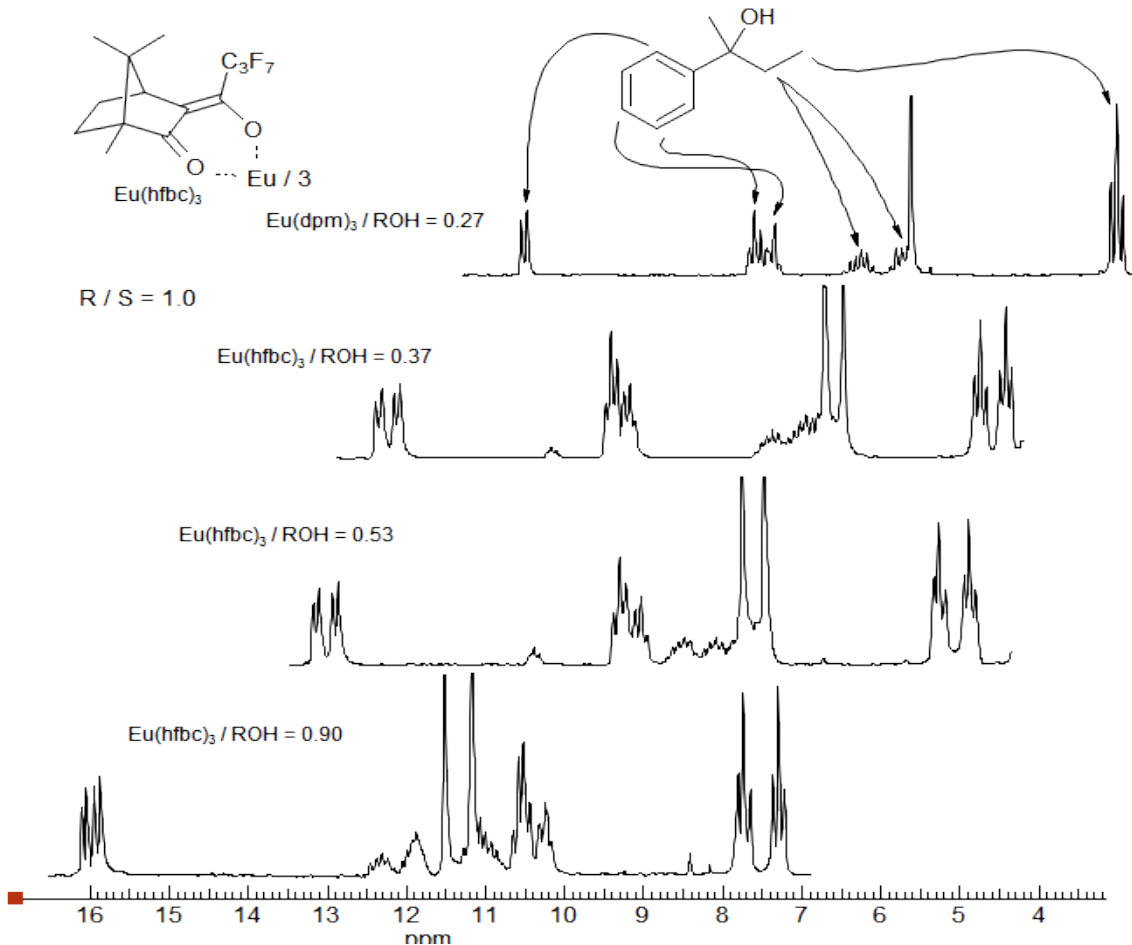 OH
C₃F₇
O
O
Eu / 3
Eu(hfbc)₃
Eu(dpm)₃ / ROH = 0.27
R / S = 1.0
Eu(hfbc)₃ / ROH = 0.37
Eu(hfbc)₃ / ROH = 0.53
Eu(hfbc)₃ / ROH = 0.90
16 15 14 13 12 11 10 9 8 7 6 5 4
ppm